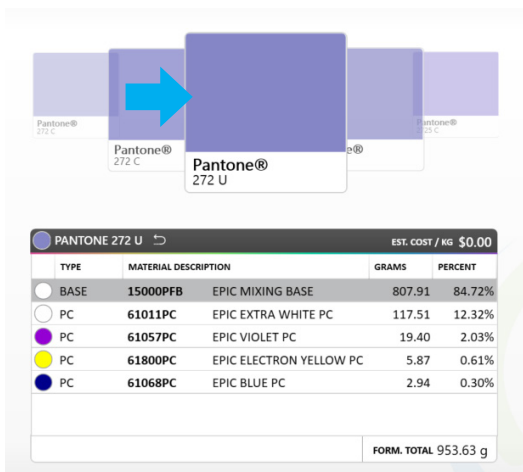 Pantone®
272 C
Pantone®
272 C
Pantone®
272 U
Pantone®
PANTONE 272 U EST. COST / KG $0.00
TYPE MATERIAL DESCRIPTION GRAMS PERCENT
BASE 15000PFB EPIC MIXING BASE 807.91 84.72%
PC 61011PC EPIC EXTRA WHITE PC 117.51 12.32%
PC 61057PC EPIC VIOLET PC 19.40 2.03%
PC 61800PC EPIC ELECTRON YELLOW PC 5.87 0.61%
PC 61068PC EPIC BLUE PC 2.94 0.30%
FORM. TOTAL 953.63 g